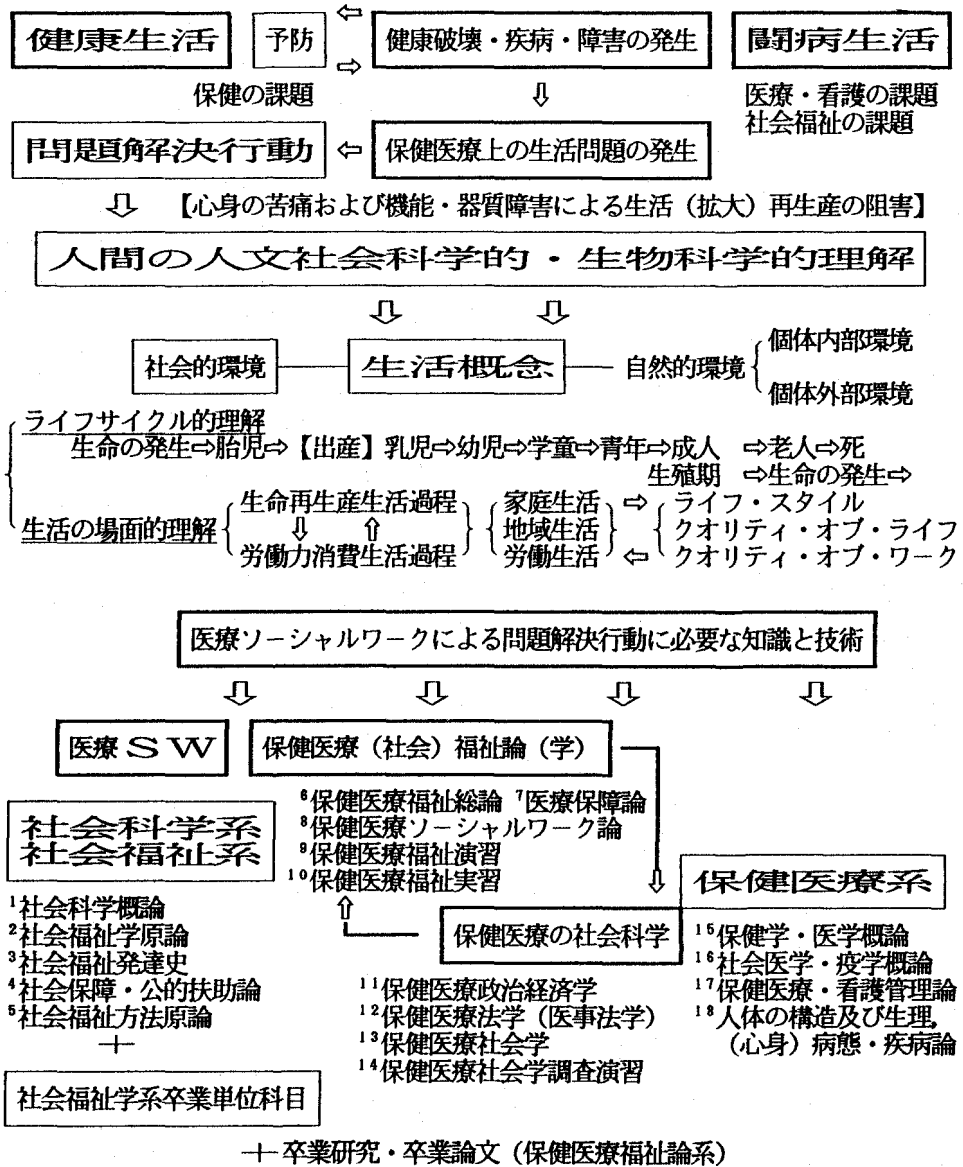 健康生活 予防 ⇦ ⇨ 健康破壊・疾病・障害の発生 闘病生活
保健の課題 ⇩ 医療・看護の課題
社会福祉の課題
問題解決行動 ⇦ 保健医療上の生活問題の発生
⇩ 【心身の苦痛および機能・器質障害による生活（拡大）再生産の阻害】
人間の人文社会科学的・生物科学的理解
⇩ ⇩
社会的環境 生活概念 自然的環境 個体内部環境
個体外部環境
ライフサイクル的理解
生命の発生⇨胎児⇨【出産】乳児⇨幼児⇨学童⇨青年⇨成人 ⇨老人⇨死
生殖期 ⇨生命の発生⇨
生活の場面的理解
生命再生産生活過程
⇩ ⇧
労働力消費生活過程
家庭生活 ⇨ ライフ・スタイル
地域生活 クオリティ・オブ・ライフ
労働生活 ⇦ クオリティ・オブ・ワーク
医療ソーシャルワークによる問題解決行動に必要な知識と技術
⇩ ⇩ ⇩ ⇩
医療ＳＷ 保健医療（社会）福祉論（学）
社会科学系
社会福祉系
1社会科学概論
2社会福祉学原論
3社会福祉発達史
4社会保障・公的扶助論
5社会福祉方法原論
＋
社会福祉学系卒業単位科目
6保健医療福祉総論 7医療保障論
8保健医療ソーシャルワーク論
9保健医療福祉演習
10保健医療福祉実習
⇧
保健医療の社会科学
11保健医療政治経済学
12保健医療法学（医事法学）
13保健医療社会学
14保健医療社会学調査演習
⇩
保健医療系
15保健学・医学概論
16社会医学・疫学概論
17保健医療・看護管理論
18人体の構造及び生理，
（心身）病態・疾病論
＋卒業研究・卒業論文（保健医療福祉論系）